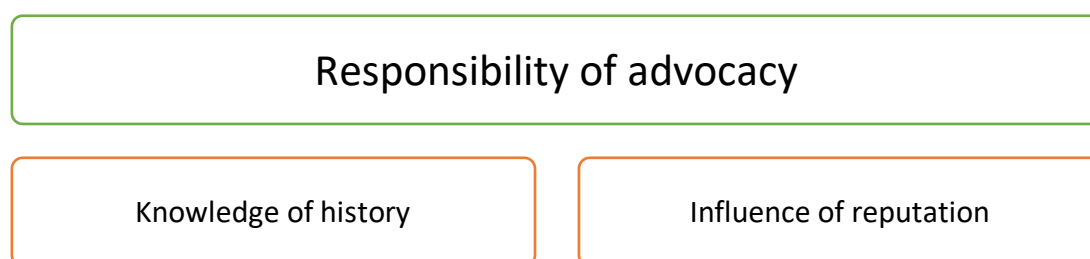 Responsibility of advocacy
Knowledge of history
Influence of reputation